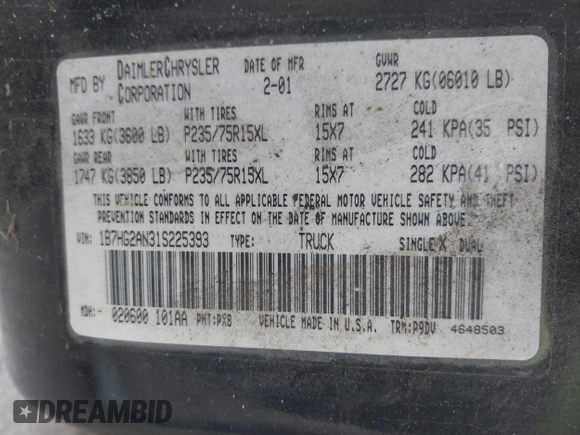 MFD BY DAIMLERCHRYSLER CORPORATION DATE OF MFR 2-01 GVWR 2727 KG(06010 LB)
GAWR FRONT WITH TIRES RIMS AT COLD
1633 KG(3600 LB) P235/75R15XL 15X7 241 KPA(35 PSI)
GAWR REAR WITH TIRES RIMS AT COLD
1747 KG(3850 LB) P235/75R15XL 15X7 282 KPA(41 PSI)
THIS VEHICLE CONFORMS TO ALL APPLICABLE FEDERAL MOTOR VEHICLE SAFETY AND THEFT
PREVENTION STANDARDS IN EFFECT ON THE DATE OF MANUFACTURE SHOWN ABOVE.
VIN: 1B7HG2AN31S225393 TYPE: TRUCK SINGLE X DUAL
MDH:- 020600 101AA PNT:PX8 VEHICLE MADE IN U.S.A. TRM:P9DV 4648503
DREAMBID